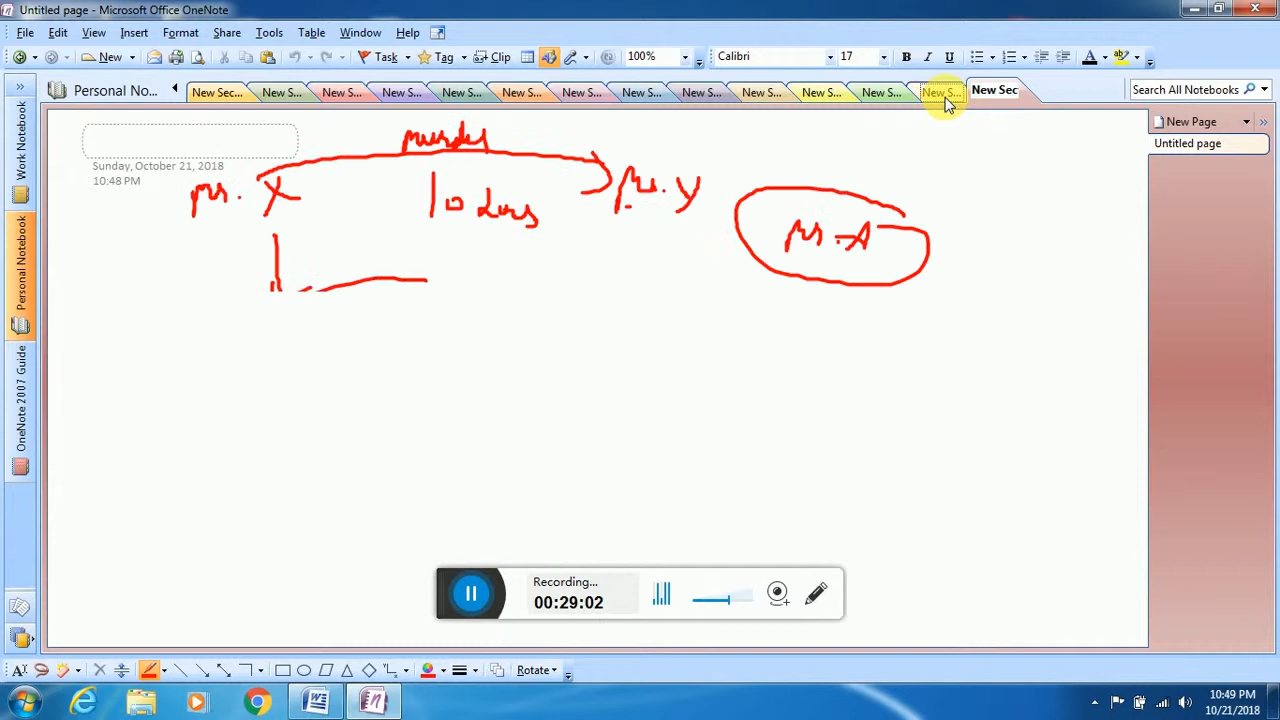 Untitled page - Microsoft Office OneNote
File Edit View Insert Format Share Tools Table Window Help
New Task Tag Clip 100% Calibri 17 B I U A ab
Personal No... New Sec... New S... New S... New S... New S... New S... New S... New S... New S... New S... New S... New S... New S... New Sec Search All Notebooks
New Page
Untitled page
Work Notebook
Personal Notebook
OneNote 2007 Guide
Sunday, October 21, 2018
10:48 PM
murder
Mr. X 10 Lacs Mr. Y
Mr. A
Recording...
00:29:02
Rotate
10:49 PM
10/21/2018